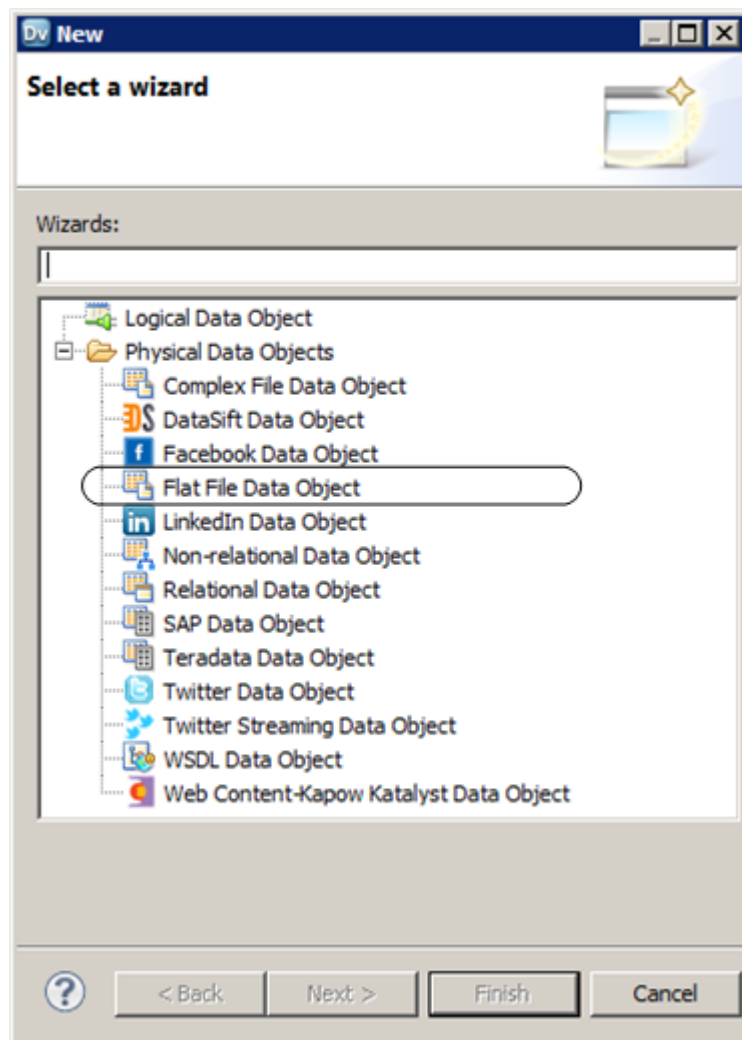 Dv New
Select a wizard
Wizards:
Logical Data Object
Physical Data Objects
Complex File Data Object
DS DataSift Data Object
f Facebook Data Object
Flat File Data Object
in LinkedIn Data Object
Non-relational Data Object
Relational Data Object
SAP Data Object
Teradata Data Object
Twitter Data Object
Twitter Streaming Data Object
WSDL Data Object
Web Content-Kapow Katalyst Data Object
? < Back Next > Finish Cancel